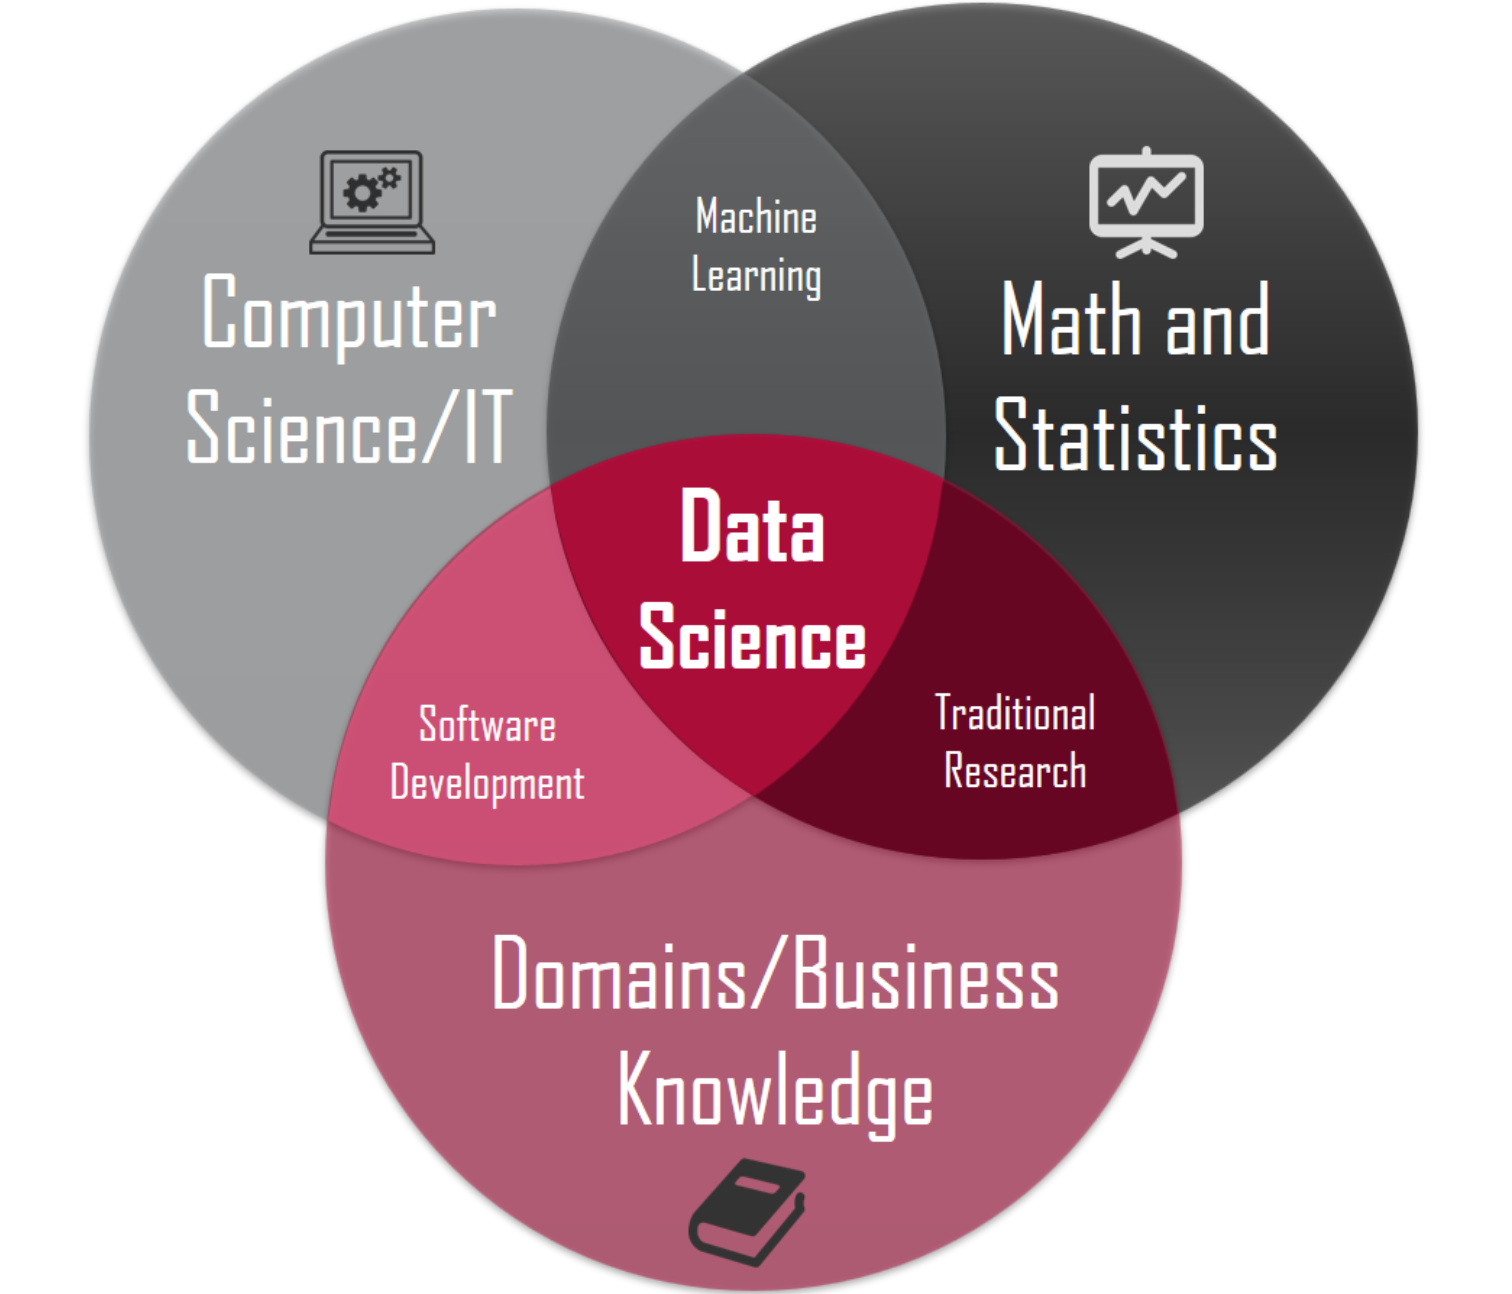 Machine
Learning
Computer
Science/IT
Math and
Statistics
Data
Science
Software
Development
Traditional
Research
Domains/Business
Knowledge